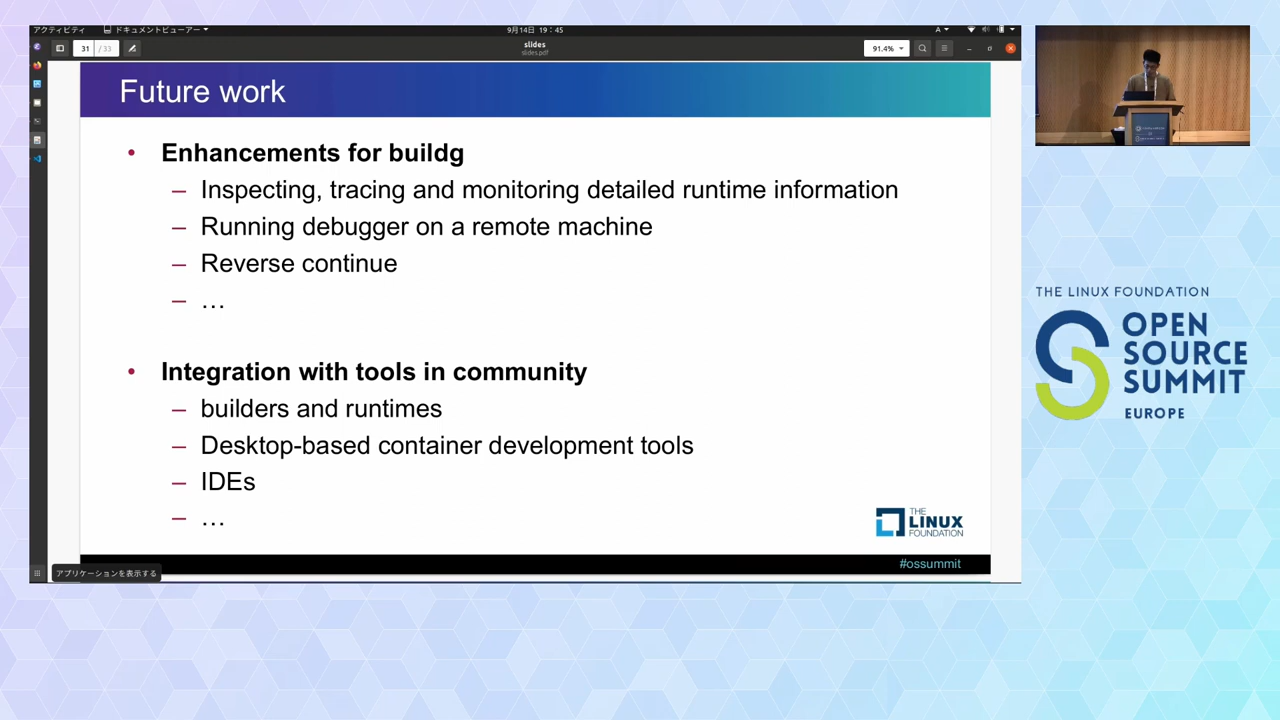 アクティビティ
ドキュメントビューアー
9月14日 19：45
A
31 / 33
slides
slides.pdf
91.4%
Future work
• Enhancements for buildg
– Inspecting, tracing and monitoring detailed runtime information
– Running debugger on a remote machine
– Reverse continue
– …
• Integration with tools in community
– builders and runtimes
– Desktop-based container development tools
– IDEs
– …
THE
LINUX
FOUNDATION
#ossummit
アプリケーションを表示する
THE LINUX FOUNDATION
OPEN
SOURCE
SUMMIT
EUROPE